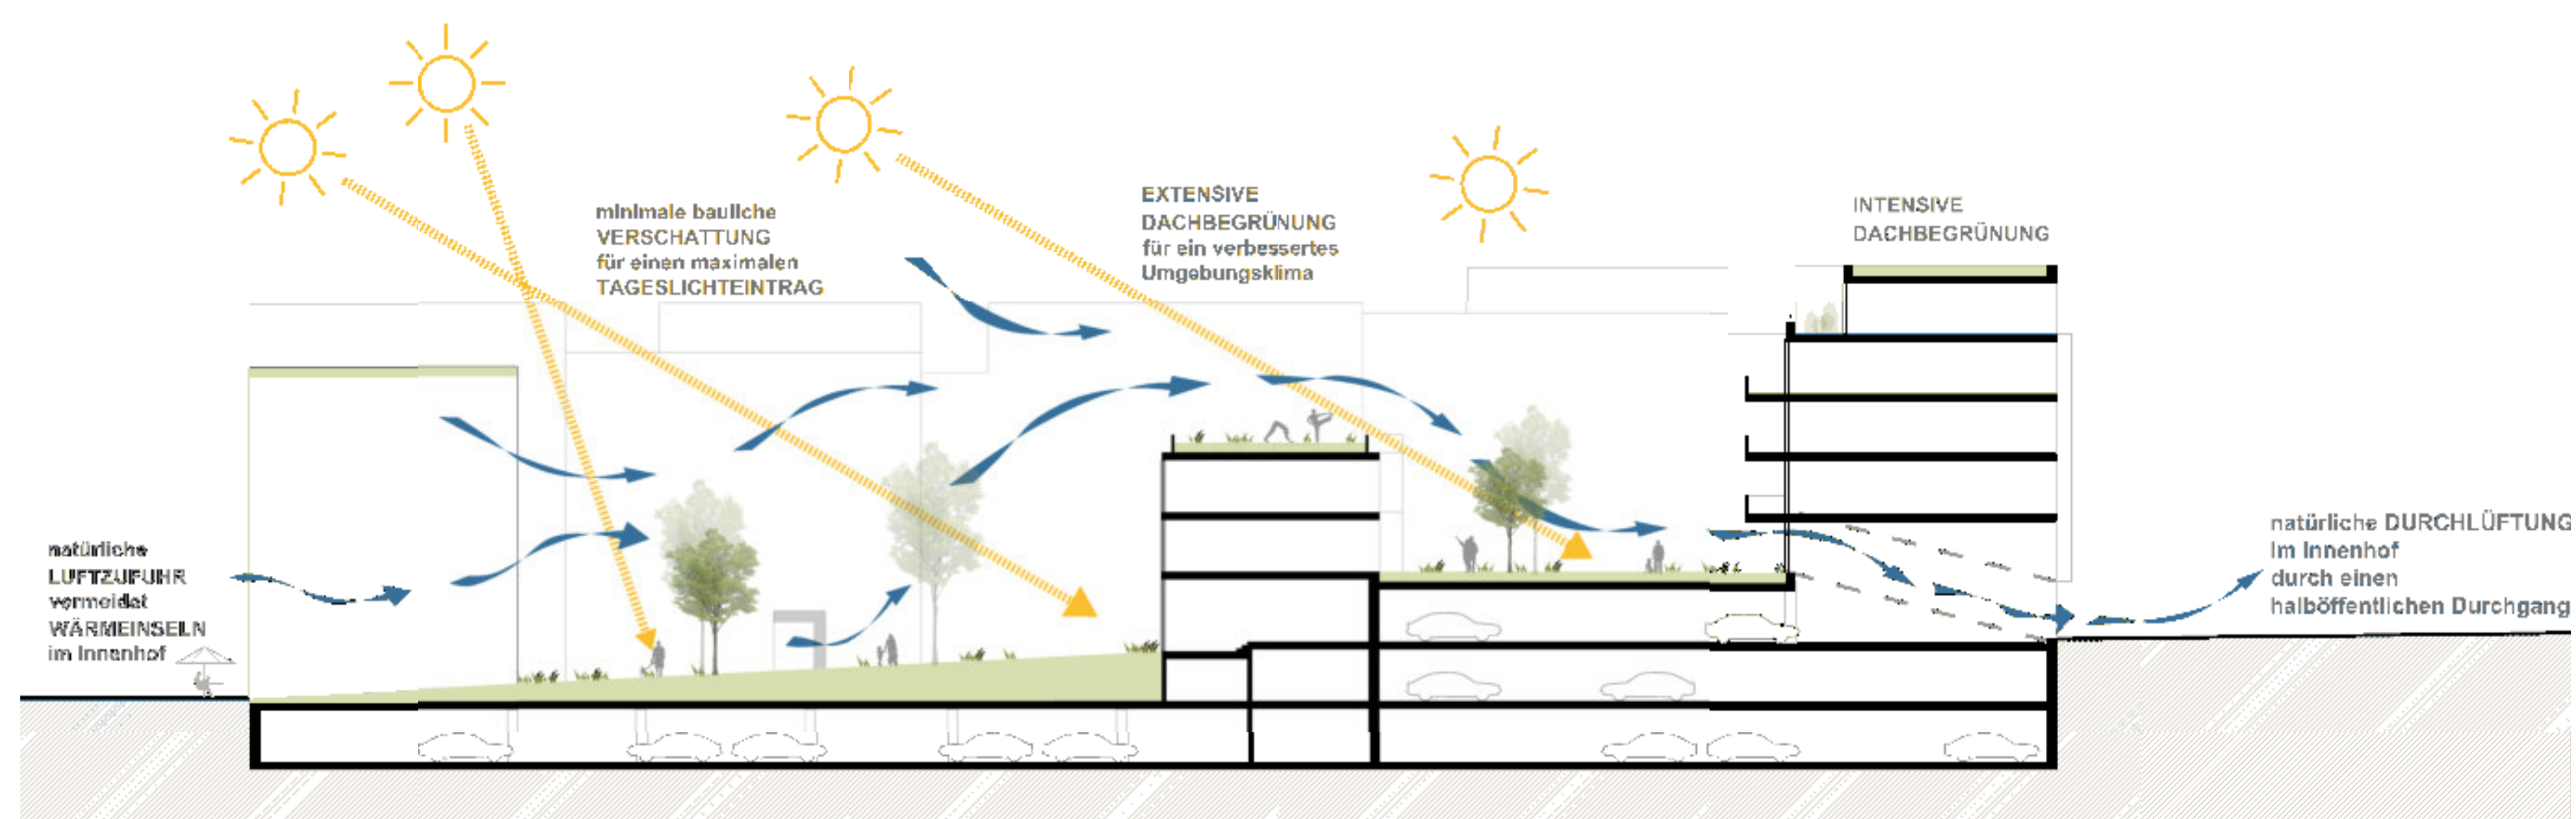 minimale bauliche
VERSCHATTUNG
für einen maximalen
TAGESLICHTEINTRAG
EXTENSIVE
DACHBEGRÜNUNG
für ein verbessertes
Umgebungsklima
INTENSIVE
DACHBEGRÜNUNG
natürliche
LUFTZUFUHR
vermeidet
WÄRMEINSELN
im Innenhof
natürliche DURCHLÜFTUNG
im Innenhof
durch einen
halböffentlichen Durchgang